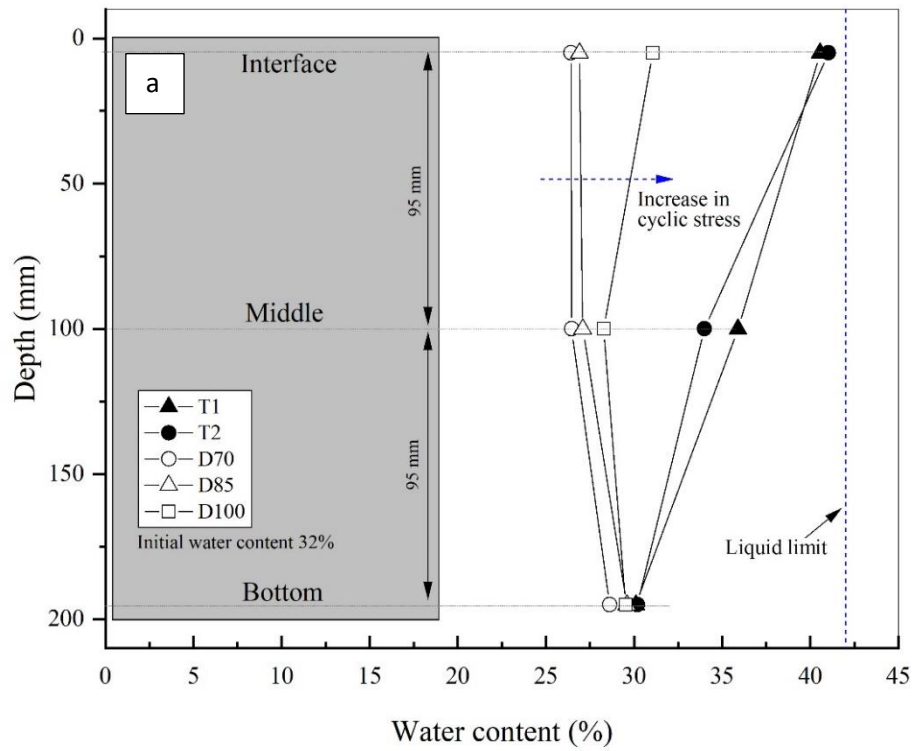 a
Interface
95 mm
Increase in
cyclic stress
Middle
T1
T2
D70
D85
D100
Initial water content 32%
95 mm
Liquid limit
Bottom
0
50
100
150
200
Depth (mm)
0
5
10
15
20
25
30
35
40
45
Water content (%)